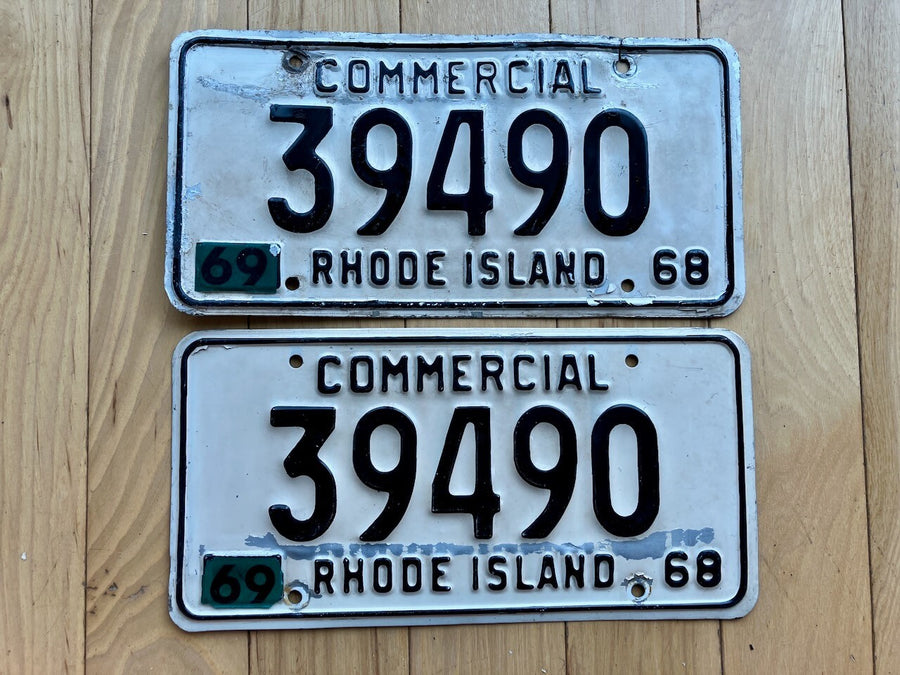 COMMERCIAL
39490
69 RHODE ISLAND 68
COMMERCIAL
39490
69 RHODE ISLAND 68